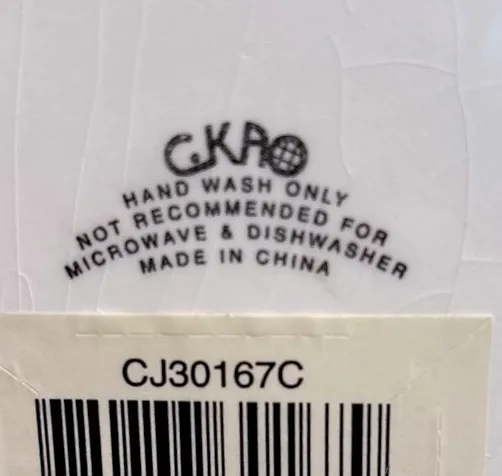 CKAO
HAND WASH ONLY
NOT RECOMMENDED FOR
MICROWAVE & DISHWASHER
MADE IN CHINA
CJ30167C